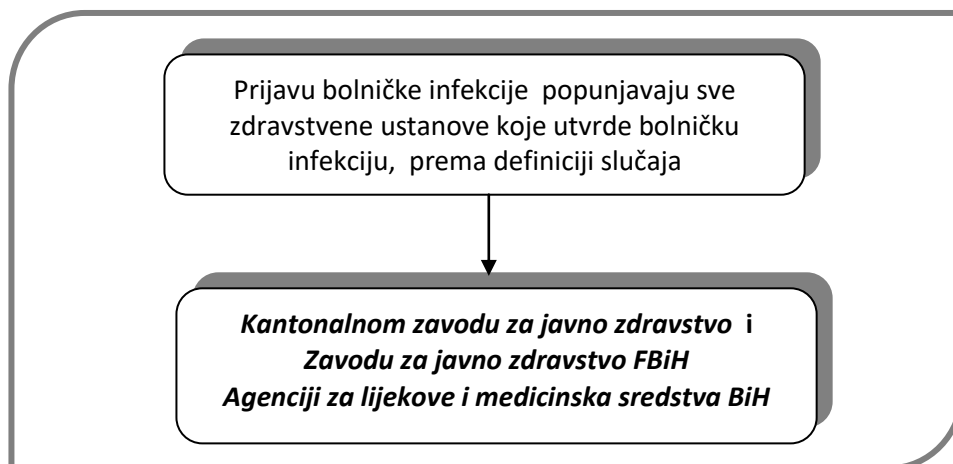 Prijavu bolničke infekcije popunjavaju sve
zdravstvene ustanove koje utvrde bolničku
infekciju, prema definiciji slučaja
Kantonalnom zavodu za javno zdravstvo i
Zavodu za javno zdravstvo FBiH
Agenciji za lijekove i medicinska sredstva BiH